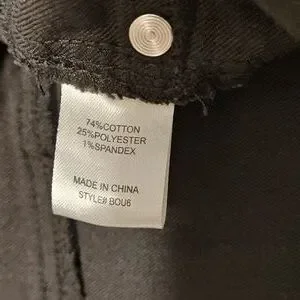 74%COTTON
25%POLYESTER
1%SPANDEX
MADE IN CHINA
STYLE# BOU6